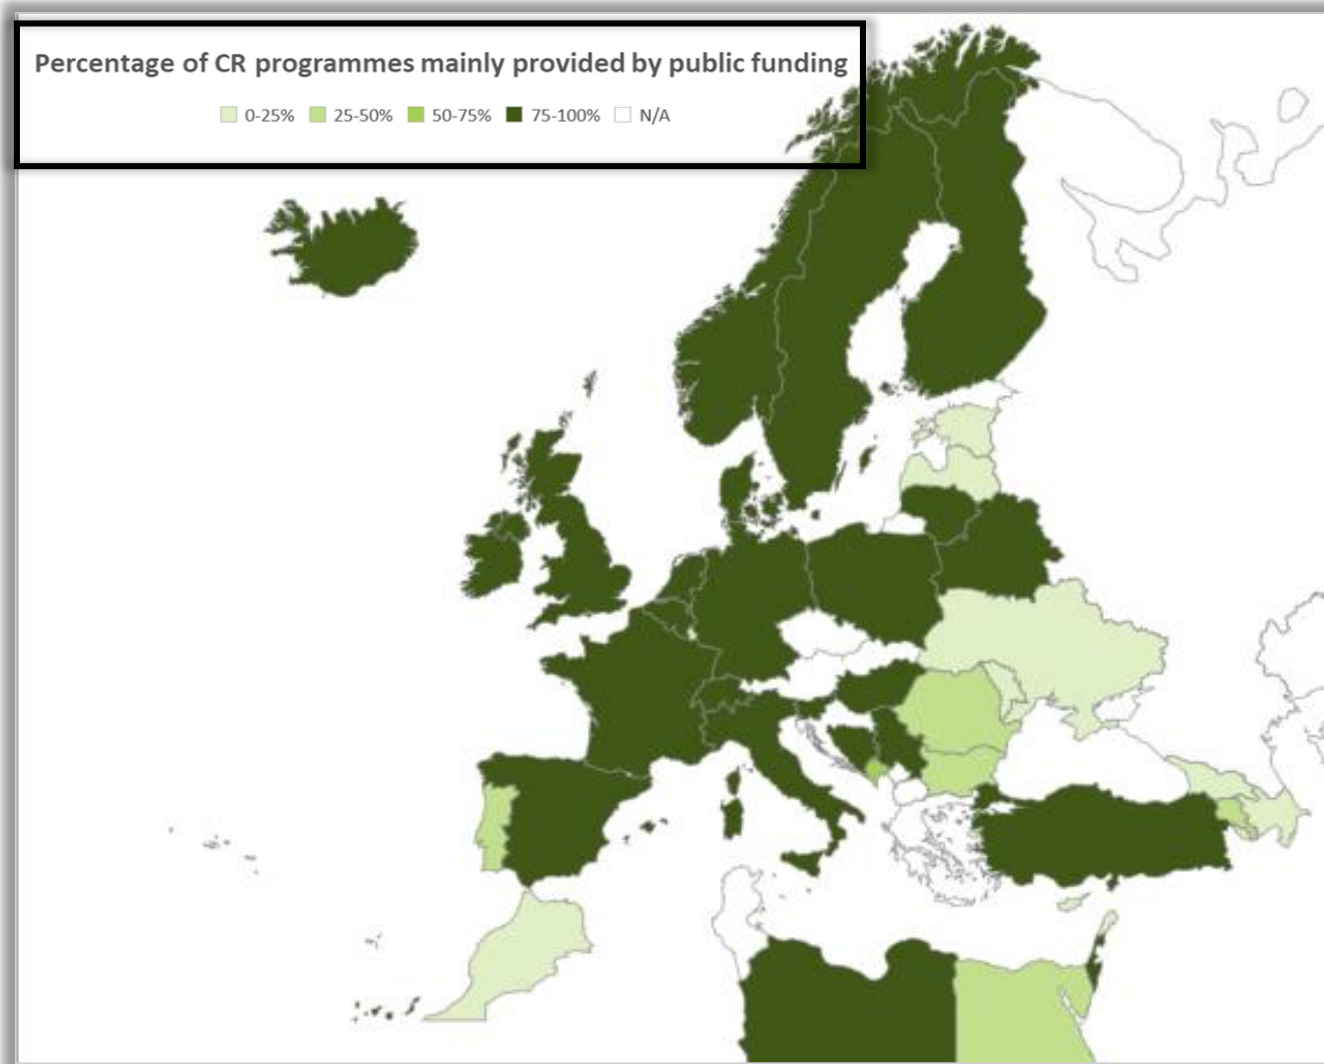 Percentage of CR programmes mainly provided by public funding
0-25% 25-50% 50-75% 75-100% N/A